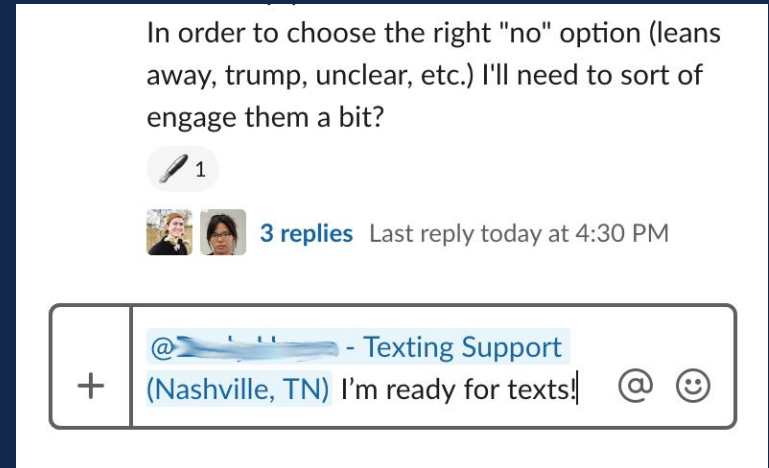 In order to choose the right "no" option (leans
away, trump, unclear, etc.) I'll need to sort of
engage them a bit?
1
3 replies Last reply today at 4:30 PM
@ - Texting Support
(Nashville, TN) I'm ready for texts!